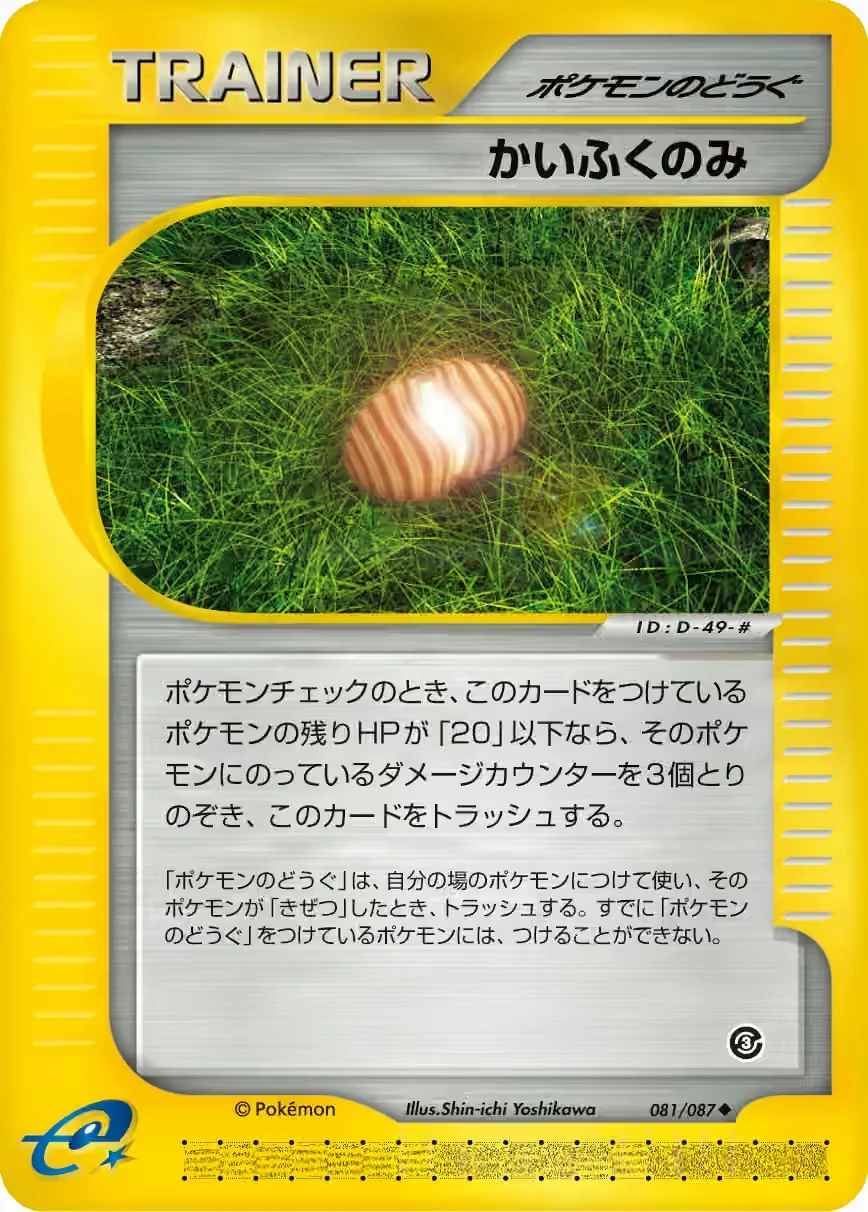 TRAINER
ポケモンのどうぐ
かいふくのみ
ID:D-49-#
ポケモンチェックのとき、このカードをつけている
ポケモンの残りHPが「20」以下なら、そのポケ
モンにのっているダメージカウンターを3個とり
のぞき、このカードをトラッシュする。
「ポケモンのどうぐ」は、自分の場のポケモンにつけて使い、その
ポケモンが「きぜつ」したとき、トラッシュする。すでに「ポケモン
のどうぐ」をつけているポケモンには、つけることができない。
3
© Pokémon
Illus.Shin-ichi Yoshikawa
081/087◆
e